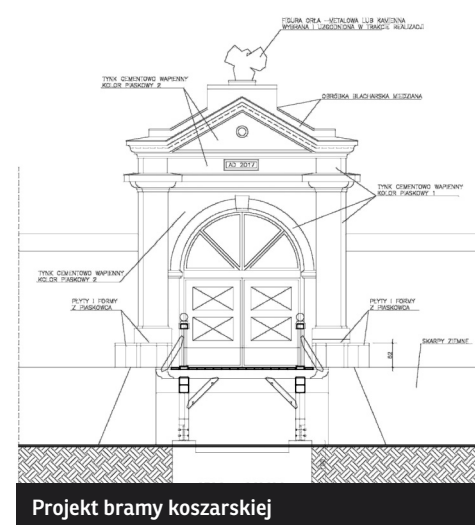 FIGURA ORŁA -METALOWA LUB KAMIENNA
WYBRANA I UZGODNIONA W TRAKCIE REALIZACJI
TYNK CEMENTOWO WAPIENNY
KOLOR PIASKOWY 2
OBRÓBKA BLACHARSKA MIEDZIANA
AD 2017
TYNK CEMENTOWO WAPIENNY
KOLOR PIASKOWY 1
TYNK CEMENTOWO WAPIENNY
KOLOR PIASKOWY 2
PŁYTY I FORMY
Z PIASKOWCA
PŁYTY I FORMY
Z PIASKOWCA
SKARPY ZIEMNE
62
Projekt bramy koszarskiej